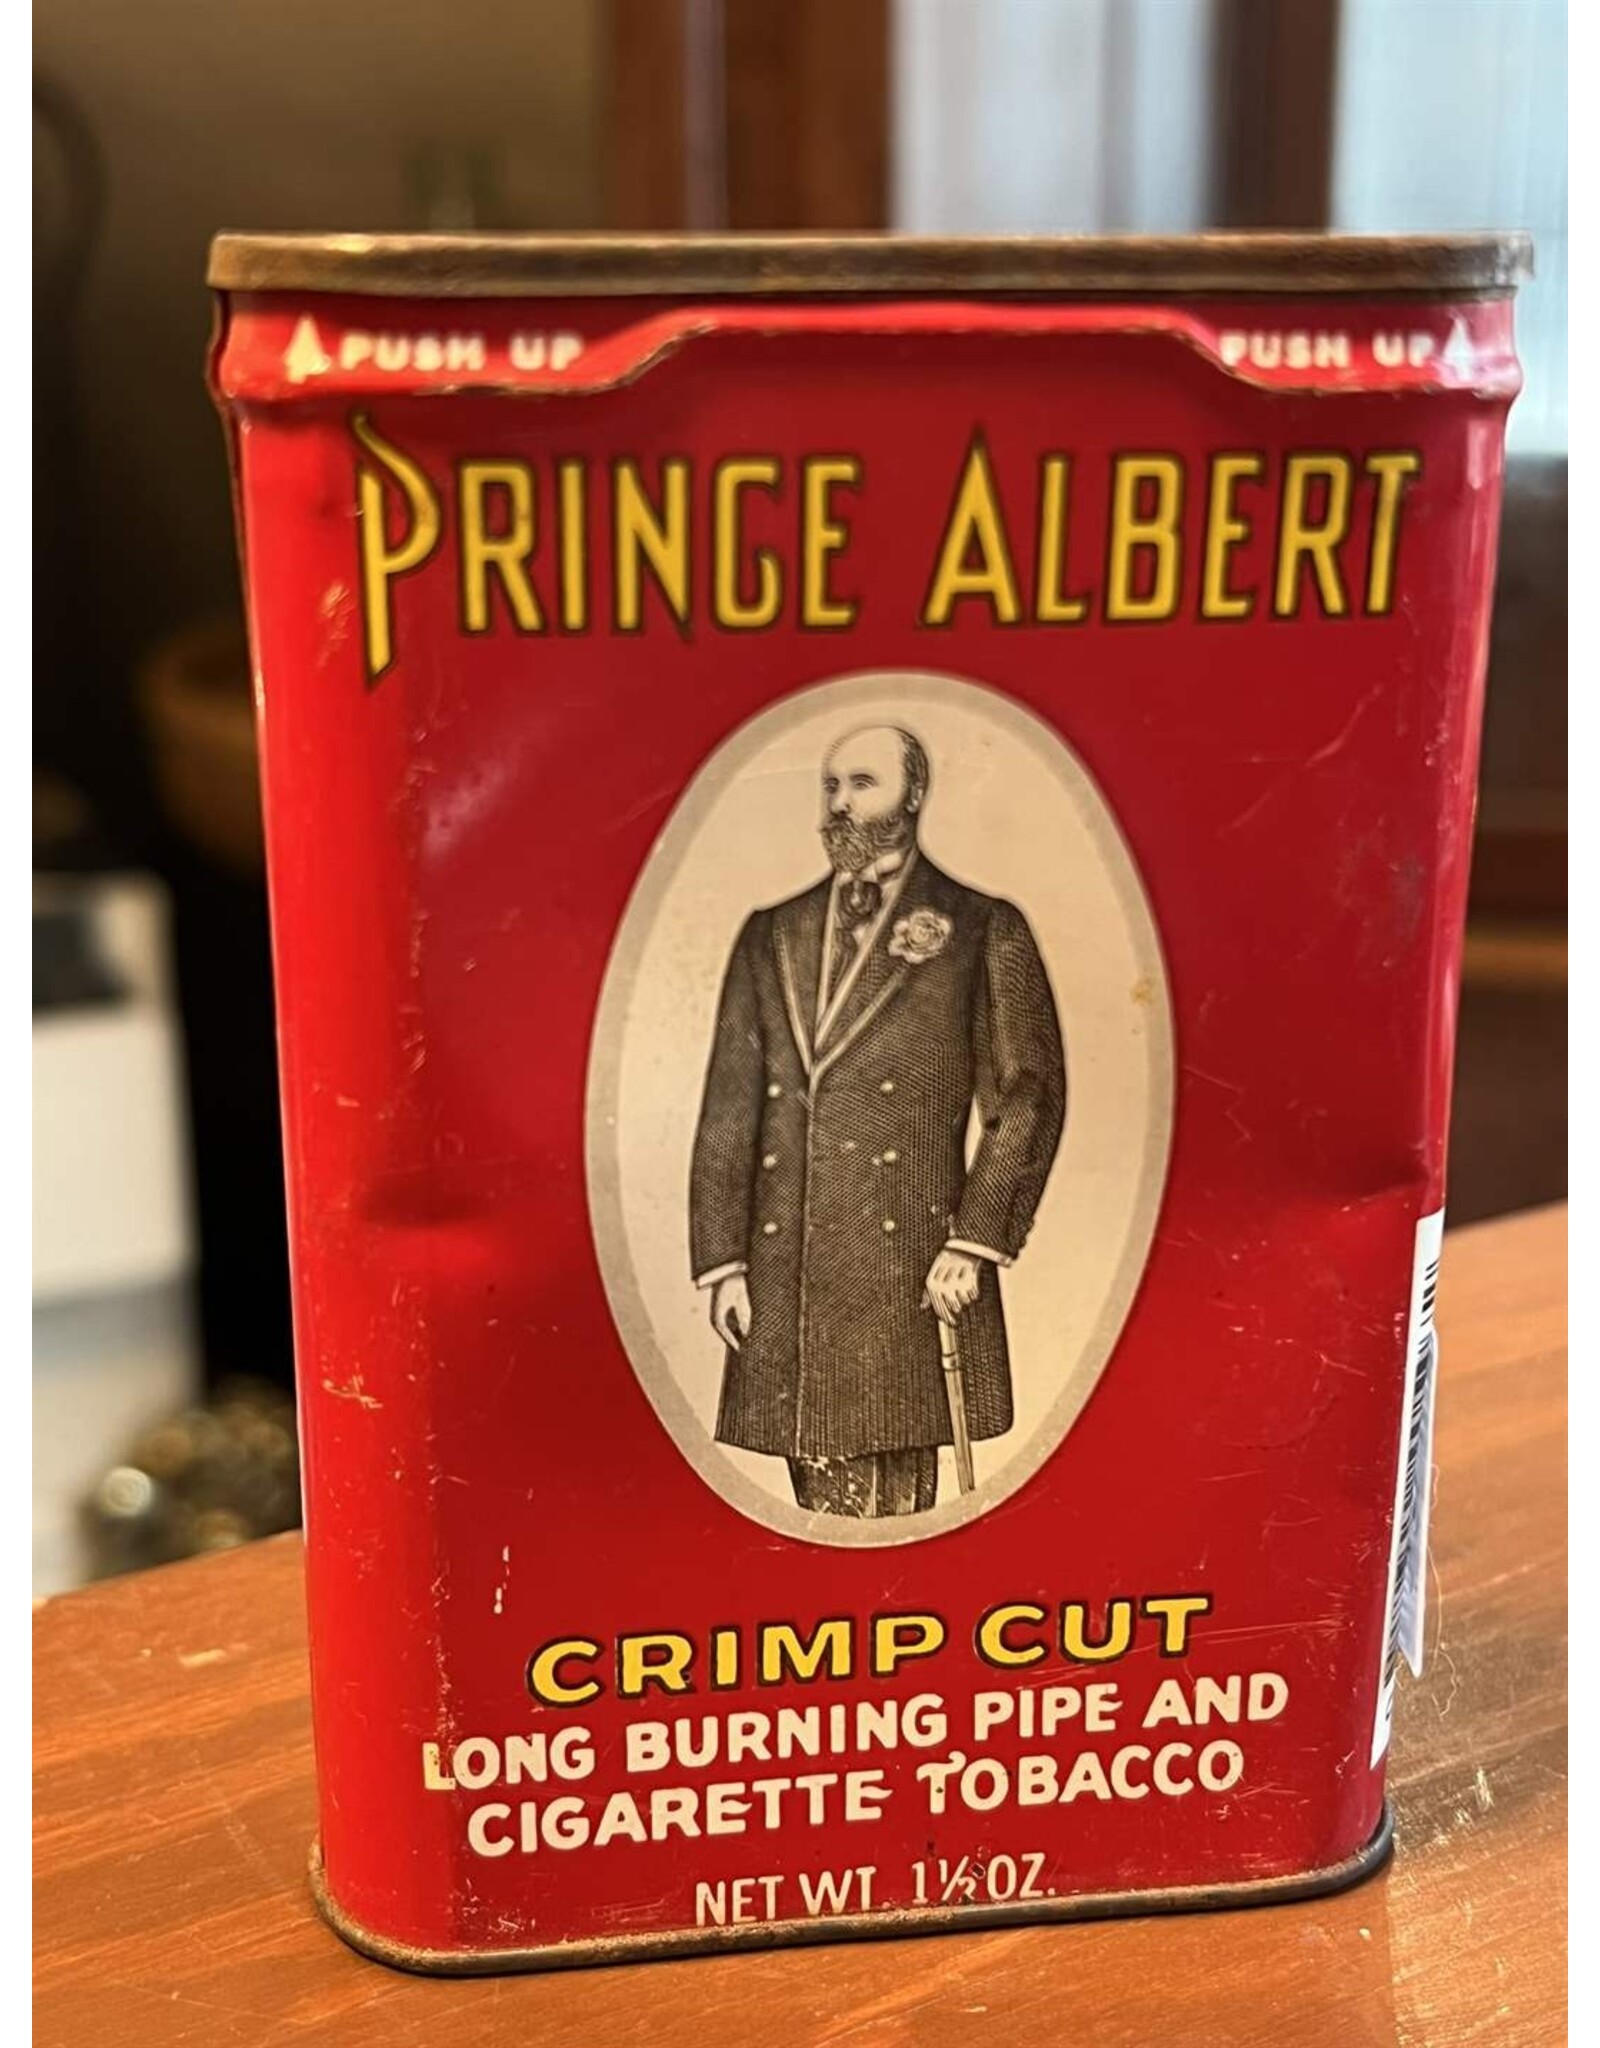 PUSH UP PUSH UP
PRINCE ALBERT
CRIMP CUT
LONG BURNING PIPE AND
CIGARETTE TOBACCO
NET WT. 1½ OZ.